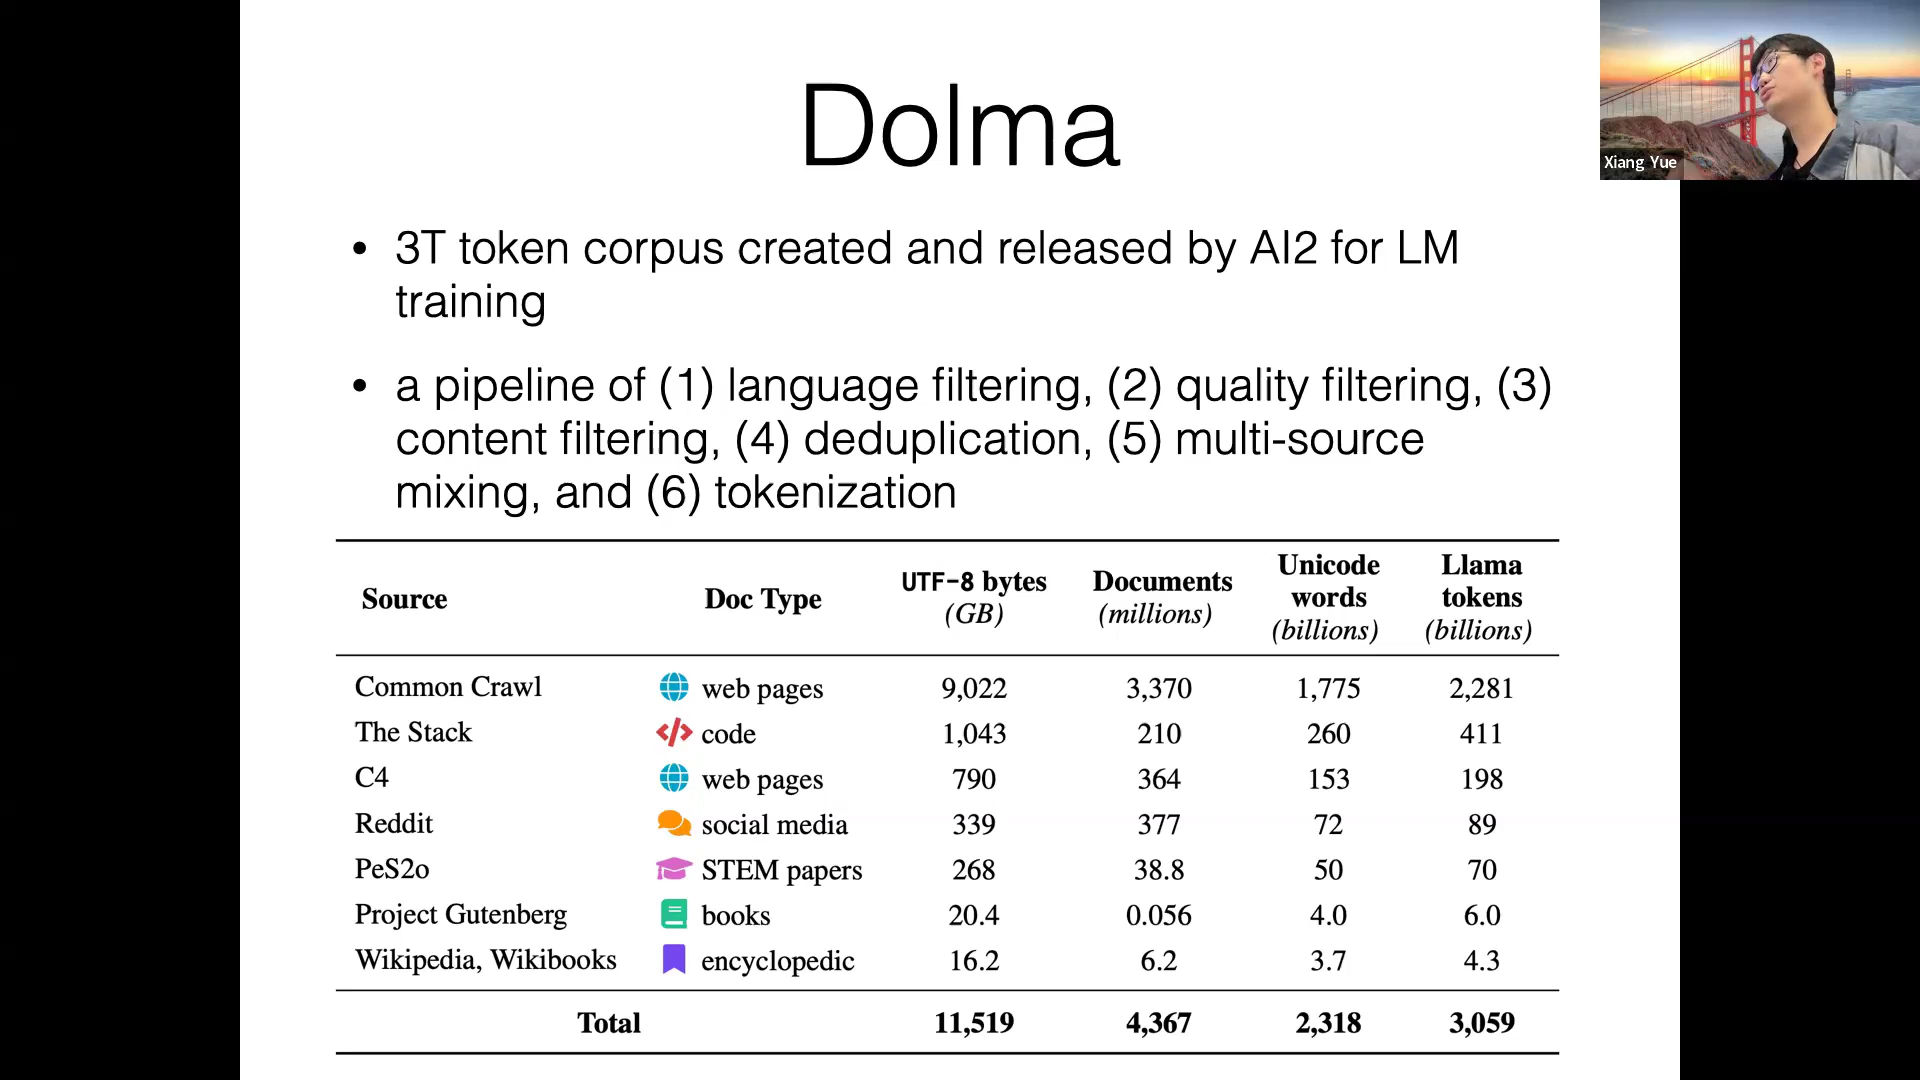 Dolma
Xiang Yue
• 3T token corpus created and released by AI2 for LM
training
• a pipeline of (1) language filtering, (2) quality filtering, (3)
content filtering, (4) deduplication, (5) multi-source
mixing, and (6) tokenization
Source Doc Type UTF-8 bytes (GB) Documents (millions) Unicode words (billions) Llama tokens (billions)
Common Crawl web pages 9,022 3,370 1,775 2,281
The Stack </> code 1,043 210 260 411
C4 web pages 790 364 153 198
Reddit social media 339 377 72 89
PeS2o STEM papers 268 38.8 50 70
Project Gutenberg books 20.4 0.056 4.0 6.0
Wikipedia, Wikibooks encyclopedic 16.2 6.2 3.7 4.3
Total 11,519 4,367 2,318 3,059